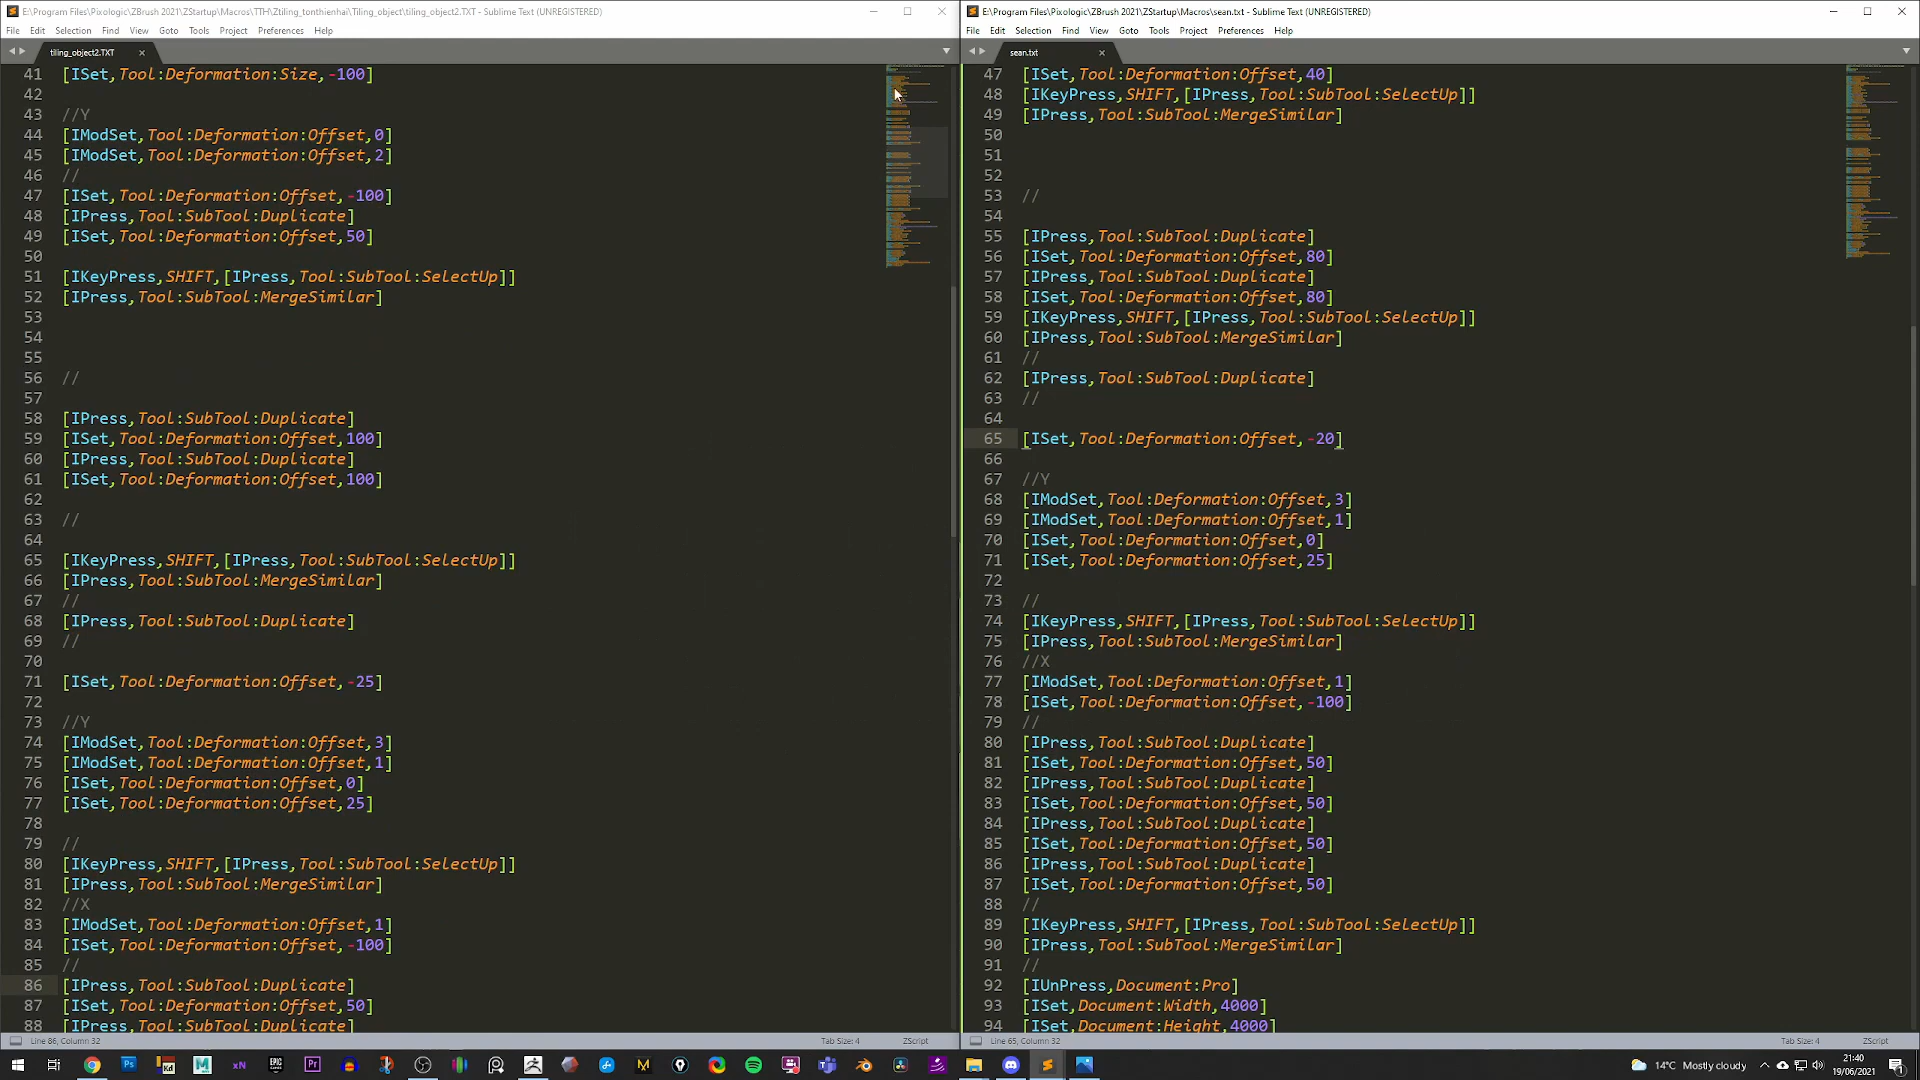 E:\Program Files\Pixologic\ZBrush 2021\ZStartup\Macros\TTH\Ztiling_tonthienhai\Tiling_object\tiling_object2.TXT - Sublime Text (UNREGISTERED)
File Edit Selection Find View Goto Tools Project Preferences Help
tiling_object2.TXT
41 [ISet,Tool:Deformation:Size,-100]
42
43 //Y
44 [IModSet,Tool:Deformation:Offset,0]
45 [IModSet,Tool:Deformation:Offset,2]
46 //
47 [ISet,Tool:Deformation:Offset,-100]
48 [IPress,Tool:SubTool:Duplicate]
49 [ISet,Tool:Deformation:Offset,50]
50
51 [IKeyPress,SHIFT,[IPress,Tool:SubTool:SelectUp]]
52 [IPress,Tool:SubTool:MergeSimilar]
53
54
55
56 //
57
58 [IPress,Tool:SubTool:Duplicate]
59 [ISet,Tool:Deformation:Offset,100]
60 [IPress,Tool:SubTool:Duplicate]
61 [ISet,Tool:Deformation:Offset,100]
62
63 //
64
65 [IKeyPress,SHIFT,[IPress,Tool:SubTool:SelectUp]]
66 [IPress,Tool:SubTool:MergeSimilar]
67 //
68 [IPress,Tool:SubTool:Duplicate]
69 //
70
71 [ISet,Tool:Deformation:Offset,-25]
72
73 //Y
74 [IModSet,Tool:Deformation:Offset,3]
75 [IModSet,Tool:Deformation:Offset,1]
76 [ISet,Tool:Deformation:Offset,0]
77 [ISet,Tool:Deformation:Offset,25]
78
79 //
80 [IKeyPress,SHIFT,[IPress,Tool:SubTool:SelectUp]]
81 [IPress,Tool:SubTool:MergeSimilar]
82 //X
83 [IModSet,Tool:Deformation:Offset,1]
84 [ISet,Tool:Deformation:Offset,-100]
85 //
86 [IPress,Tool:SubTool:Duplicate]
87 [ISet,Tool:Deformation:Offset,50]
88 [IPress,Tool:SubTool:Duplicate]
Line 86, Column 32
Tab Size: 4
ZScript
E:\Program Files\Pixologic\ZBrush 2021\ZStartup\Macros\sean.txt - Sublime Text (UNREGISTERED)
File Edit Selection Find View Goto Tools Project Preferences Help
sean.txt
47 [ISet,Tool:Deformation:Offset,40]
48 [IKeyPress,SHIFT,[IPress,Tool:SubTool:SelectUp]]
49 [IPress,Tool:SubTool:MergeSimilar]
50
51
52
53 //
54
55 [IPress,Tool:SubTool:Duplicate]
56 [ISet,Tool:Deformation:Offset,80]
57 [IPress,Tool:SubTool:Duplicate]
58 [ISet,Tool:Deformation:Offset,80]
59 [IKeyPress,SHIFT,[IPress,Tool:SubTool:SelectUp]]
60 [IPress,Tool:SubTool:MergeSimilar]
61 //
62 [IPress,Tool:SubTool:Duplicate]
63 //
64
65 [ISet,Tool:Deformation:Offset,-20]
66
67 //Y
68 [IModSet,Tool:Deformation:Offset,3]
69 [IModSet,Tool:Deformation:Offset,1]
70 [ISet,Tool:Deformation:Offset,0]
71 [ISet,Tool:Deformation:Offset,25]
72
73 //
74 [IKeyPress,SHIFT,[IPress,Tool:SubTool:SelectUp]]
75 [IPress,Tool:SubTool:MergeSimilar]
76 //X
77 [IModSet,Tool:Deformation:Offset,1]
78 [ISet,Tool:Deformation:Offset,-100]
79 //
80 [IPress,Tool:SubTool:Duplicate]
81 [ISet,Tool:Deformation:Offset,50]
82 [IPress,Tool:SubTool:Duplicate]
83 [ISet,Tool:Deformation:Offset,50]
84 [IPress,Tool:SubTool:Duplicate]
85 [ISet,Tool:Deformation:Offset,50]
86 [IPress,Tool:SubTool:Duplicate]
87 [ISet,Tool:Deformation:Offset,50]
88 //
89 [IKeyPress,SHIFT,[IPress,Tool:SubTool:SelectUp]]
90 [IPress,Tool:SubTool:MergeSimilar]
91 //
92 [IUnPress,Document:Pro]
93 [ISet,Document:Width,4000]
94 [ISet,Document:Height,4000]
Line 65, Column 32
Tab Size: 4
ZScript
14°C Mostly cloudy
21:40
19/06/2021